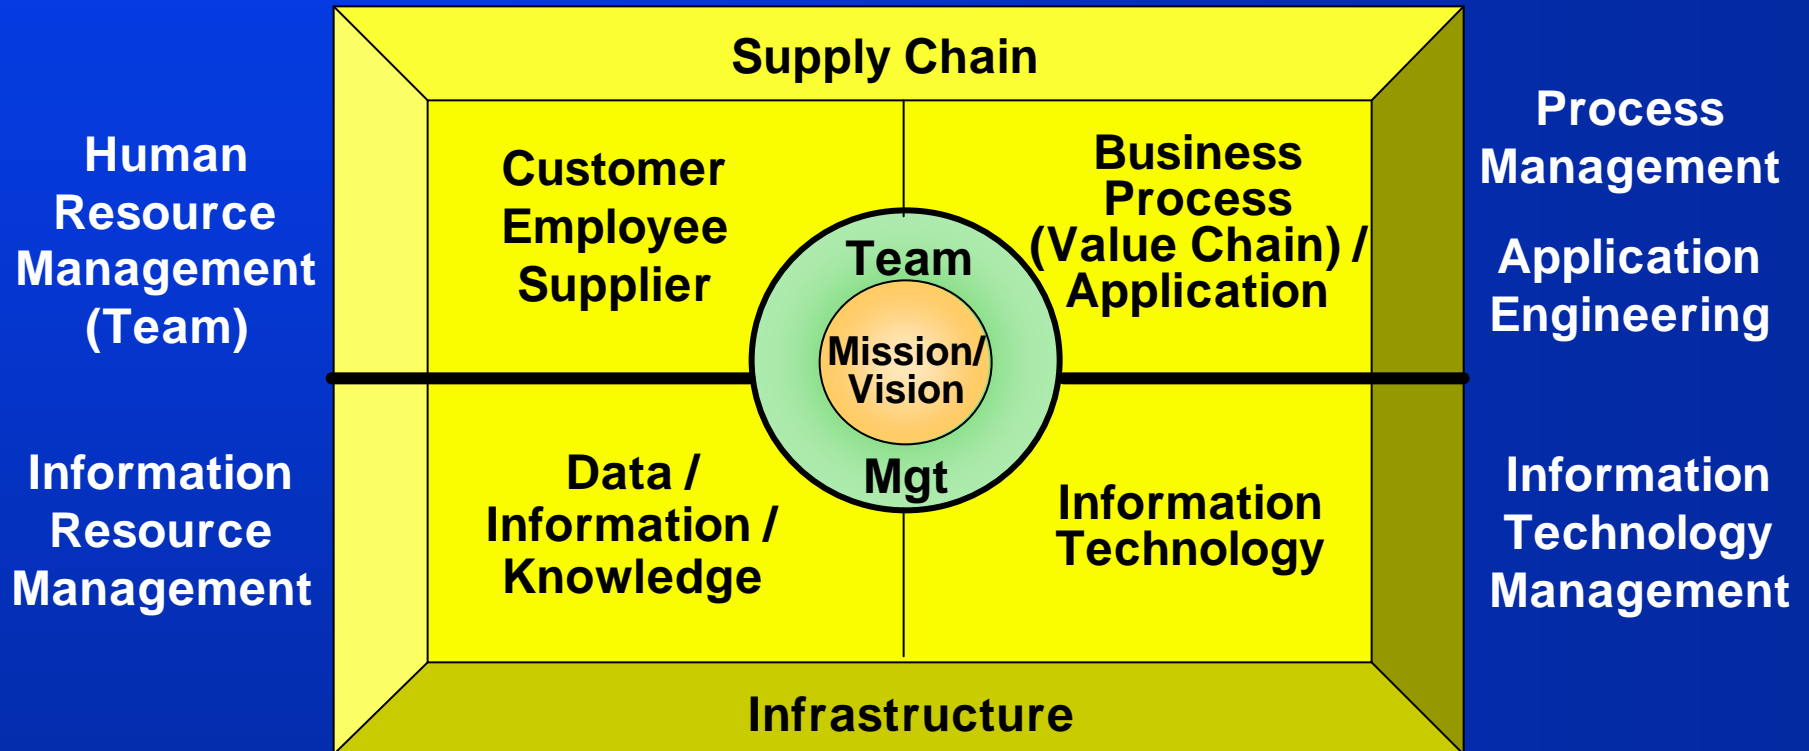 Supply Chain
Human
Resource
Management
(Team)
Customer
Employee
Supplier
Business
Process
(Value Chain) /
Application
Process
Management
Application
Engineering
Team
Mission/
Vision
Mgt
Information
Resource
Management
Data /
Information /
Knowledge
Information
Technology
Information
Technology
Management
Infrastructure